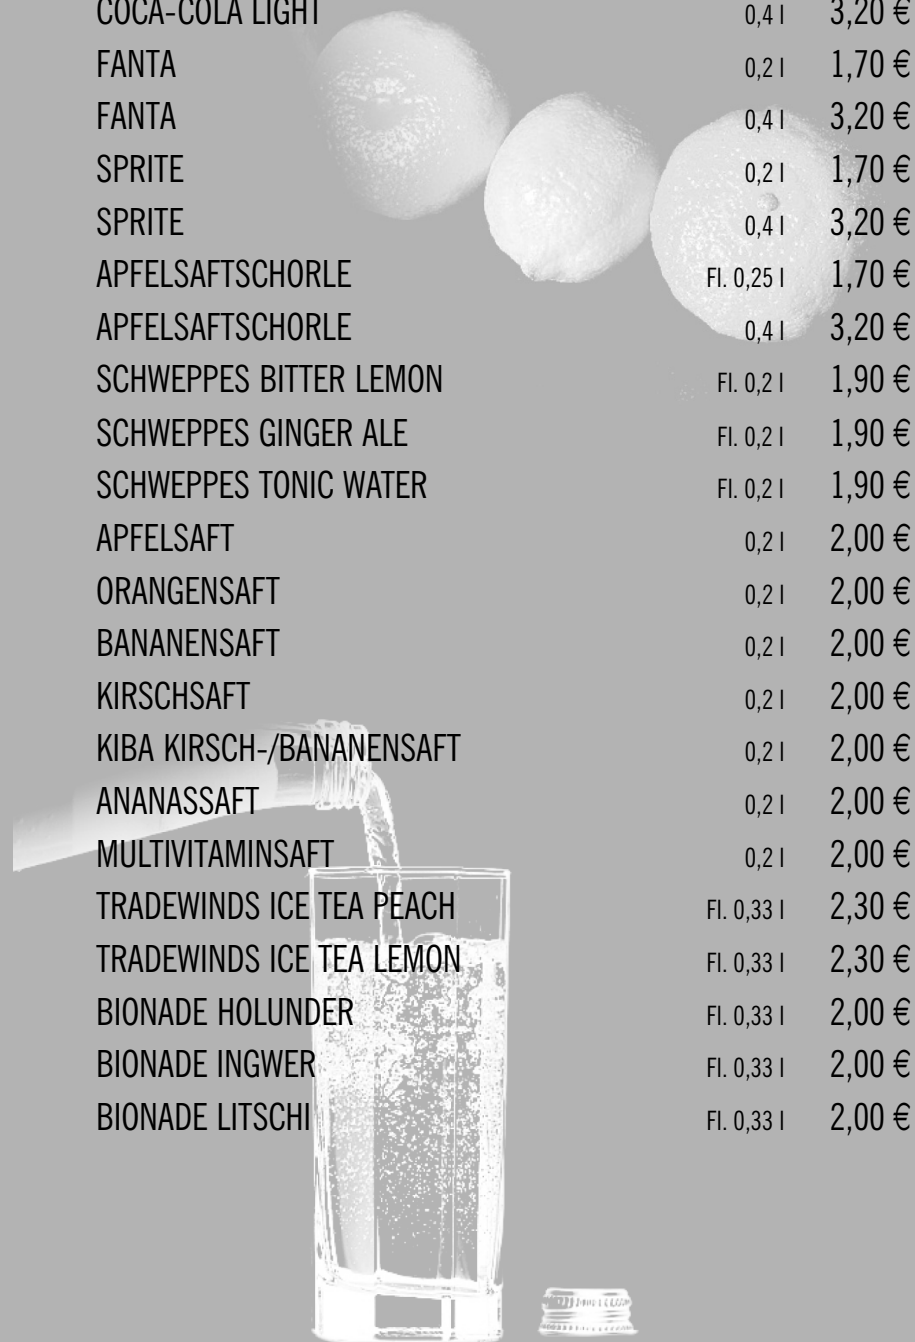 COCA-COLA LIGHT 0,4 l 3,20 €
FANTA 0,2 l 1,70 €
FANTA 0,4 l 3,20 €
SPRITE 0,2 l 1,70 €
SPRITE 0,4 l 3,20 €
APFELSAFTSCHORLE Fl. 0,25 l 1,70 €
APFELSAFTSCHORLE 0,4 l 3,20 €
SCHWEPPES BITTER LEMON Fl. 0,2 l 1,90 €
SCHWEPPES GINGER ALE Fl. 0,2 l 1,90 €
SCHWEPPES TONIC WATER Fl. 0,2 l 1,90 €
APFELSAFT 0,2 l 2,00 €
ORANGENSAFT 0,2 l 2,00 €
BANANENSAFT 0,2 l 2,00 €
KIRSCHSAFT 0,2 l 2,00 €
KIBA KIRSCH-/BANANENSAFT 0,2 l 2,00 €
ANANASSAFT 0,2 l 2,00 €
MULTIVITAMINSAFT 0,2 l 2,00 €
TRADEWINDS ICE TEA PEACH Fl. 0,33 l 2,30 €
TRADEWINDS ICE TEA LEMON Fl. 0,33 l 2,30 €
BIONADE HOLUNDER Fl. 0,33 l 2,00 €
BIONADE INGWER Fl. 0,33 l 2,00 €
BIONADE LITSCHI Fl. 0,33 l 2,00 €